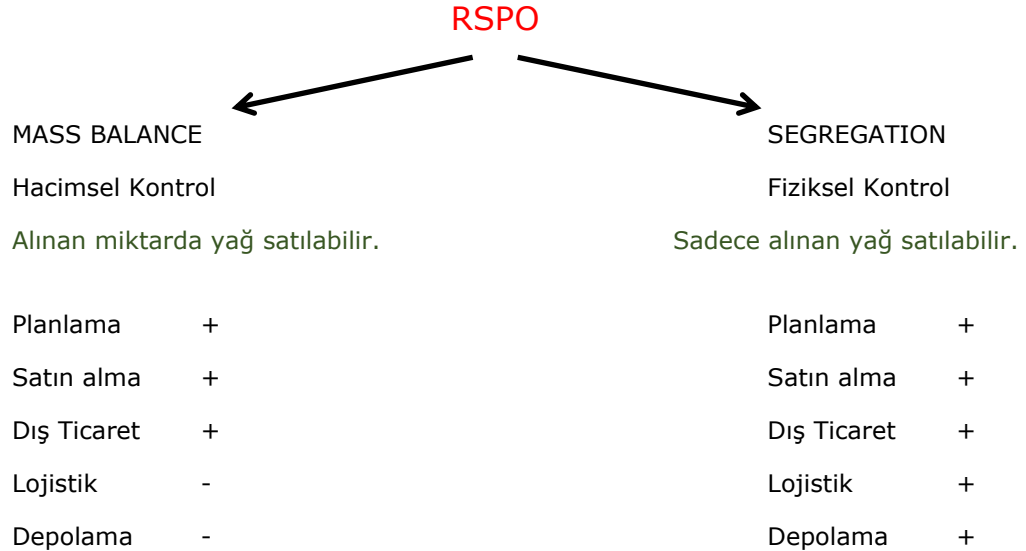 RSPO
MASS BALANCE SEGREGATION
Hacimsel Kontrol Fiziksel Kontrol
Alınan miktarda yağ satılabilir. Sadece alınan yağ satılabilir.
Planlama + Planlama +
Satın alma + Satın alma +
Dış Ticaret + Dış Ticaret +
Lojistik - Lojistik +
Depolama - Depolama +